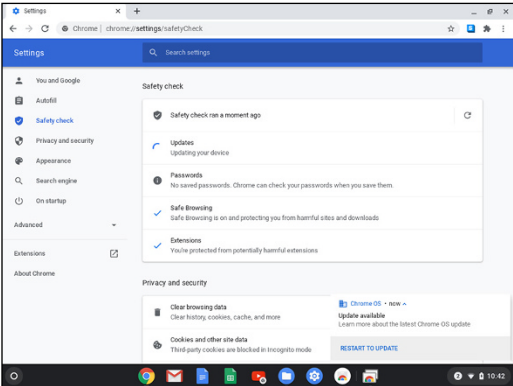 Settings
Chrome | chrome://settings/safetyCheck
Settings
Search settings
You and Google
Autofill
Safety check
Privacy and security
Appearance
Search engine
On startup
Advanced
Extensions
About Chrome
Safety check
Safety check ran a moment ago
Updates
Updating your device
Passwords
No saved passwords. Chrome can check your passwords when you save them.
Safe Browsing
Safe Browsing is on and protecting you from harmful sites and downloads
Extensions
You're protected from potentially harmful extensions
Privacy and security
Clear browsing data
Clear history, cookies, cache, and more
Cookies and other site data
Third-party cookies are blocked in Incognito mode
Chrome OS • now
Update available
Learn more about the latest Chrome OS update
RESTART TO UPDATE
10:42